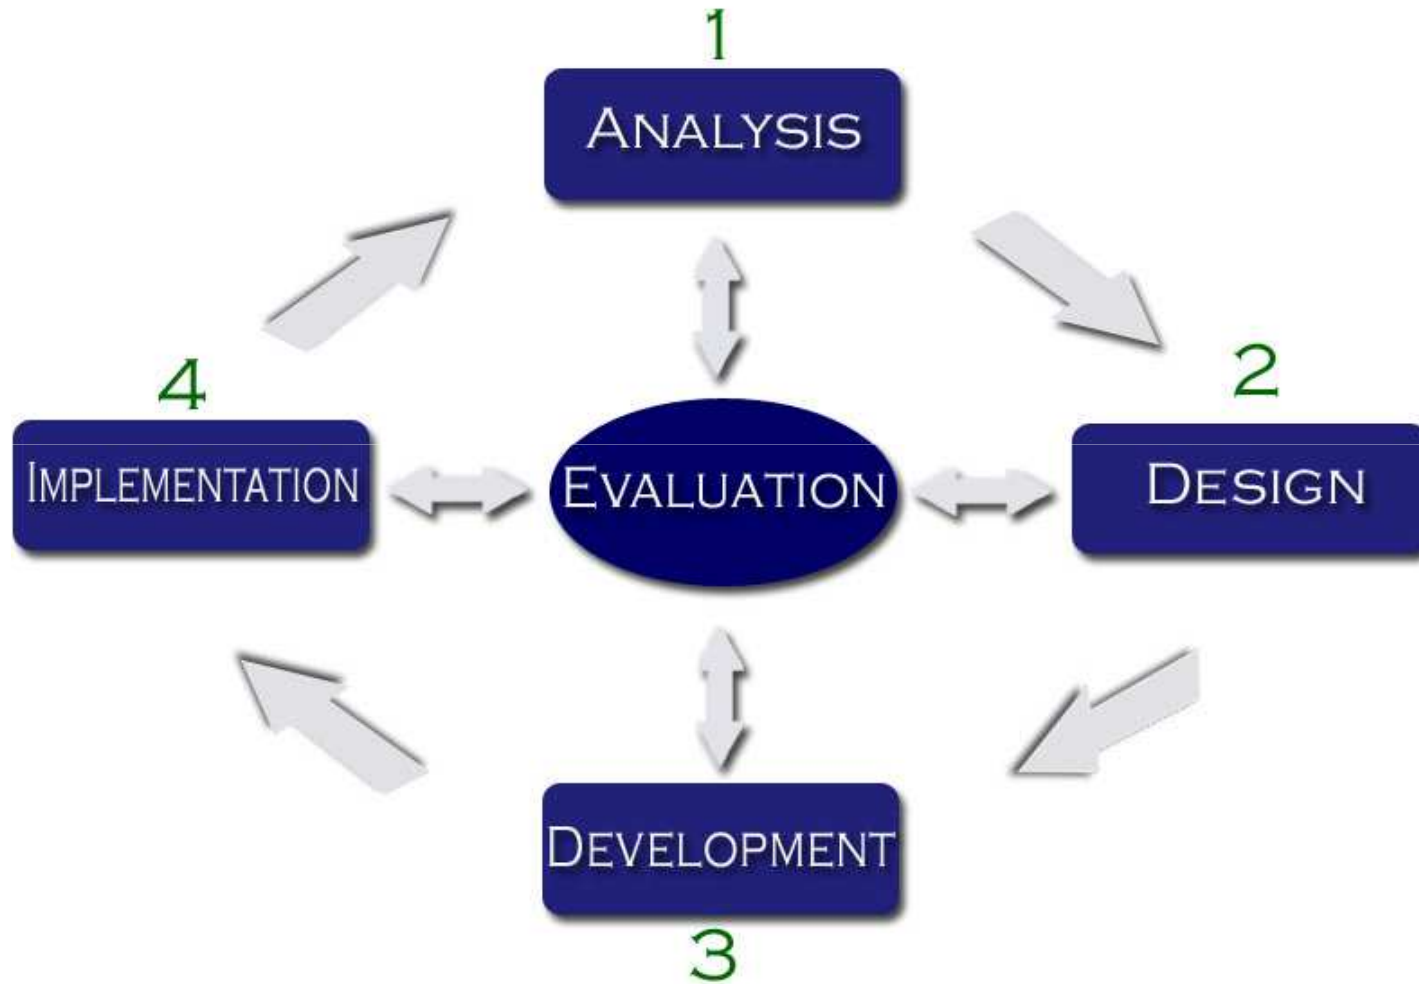 1
ANALYSIS
2
DESIGN
3
DEVELOPMENT
4
IMPLEMENTATION
EVALUATION